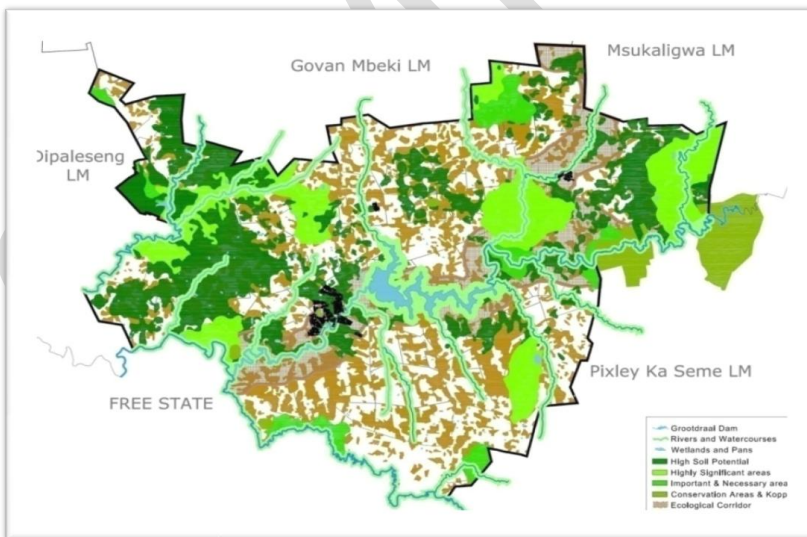 Msukaligwa LM
Govan Mbeki LM
Dipaleseng
LM
Pixley Ka Seme LM
FREE STATE
Grootdraal Dam
Rivers and Watercourses
Wetlands and Pans
High Soil Potential
Highly Significant areas
Important & Necessary area
Conservation Areas & Kopp
Ecological Corridor